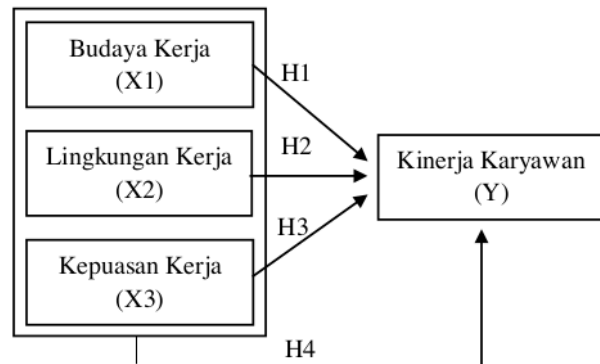 Budaya Kerja
(X1)
H1
Lingkungan Kerja
(X2)
H2
Kinerja Karyawan
(Y)
H3
Kepuasan Kerja
(X3)
H4